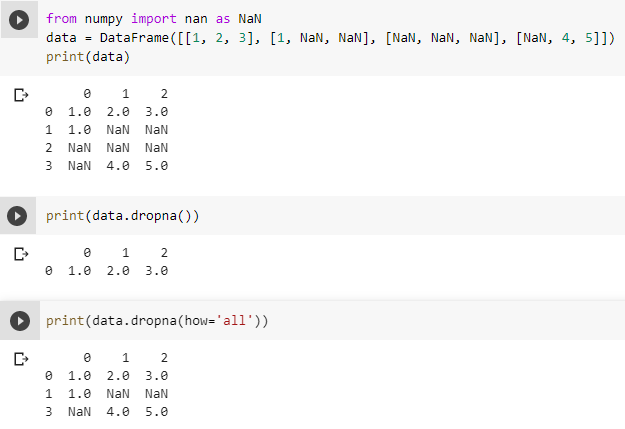 from numpy import nan as NaN
data = DataFrame([[1, 2, 3], [1, NaN, NaN], [NaN, NaN, NaN], [NaN, 4, 5]])
print(data)
0 1 2
0 1.0 2.0 3.0
1 1.0 NaN NaN
2 NaN NaN NaN
3 NaN 4.0 5.0
print(data.dropna())
0 1 2
0 1.0 2.0 3.0
print(data.dropna(how='all'))
0 1 2
0 1.0 2.0 3.0
1 1.0 NaN NaN
3 NaN 4.0 5.0